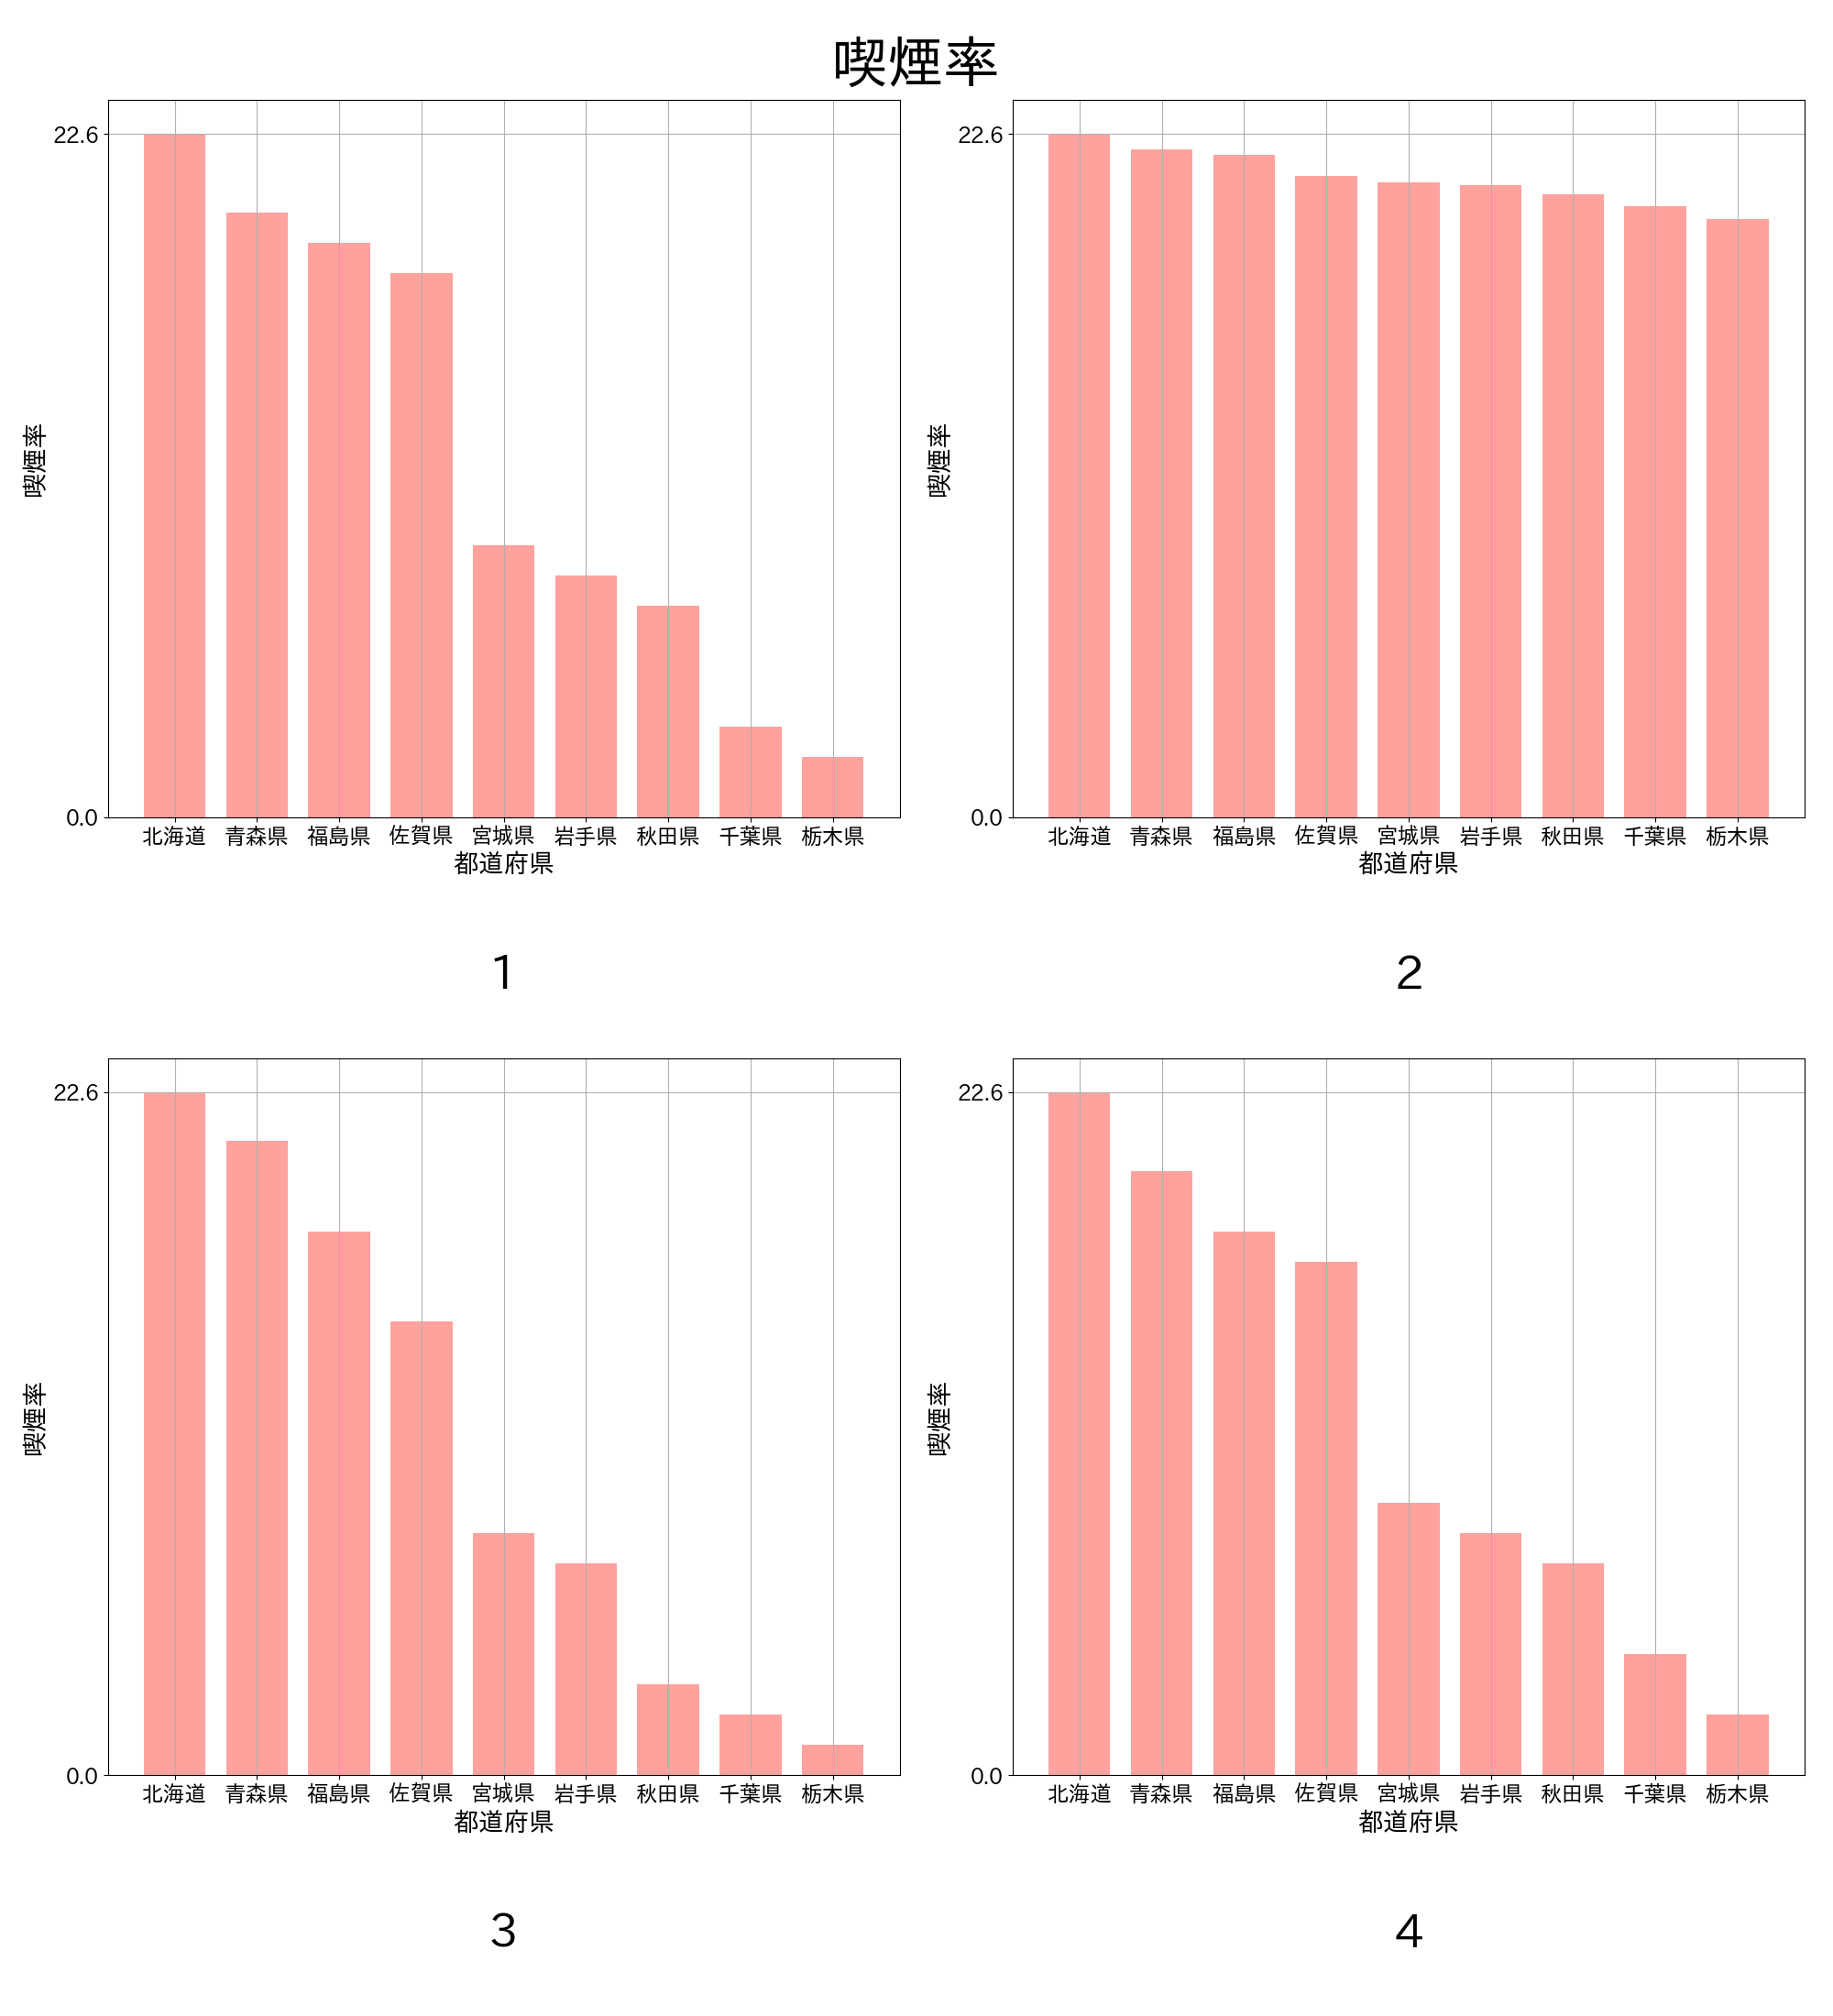 喫煙率
22.6
喫煙率
0.0
北海道 青森県 福島県 佐賀県 宮城県 岩手県 秋田県 千葉県 栃木県
都道府県
1
22.6
喫煙率
0.0
北海道 青森県 福島県 佐賀県 宮城県 岩手県 秋田県 千葉県 栃木県
都道府県
2
22.6
喫煙率
0.0
北海道 青森県 福島県 佐賀県 宮城県 岩手県 秋田県 千葉県 栃木県
都道府県
3
22.6
喫煙率
0.0
北海道 青森県 福島県 佐賀県 宮城県 岩手県 秋田県 千葉県 栃木県
都道府県
4